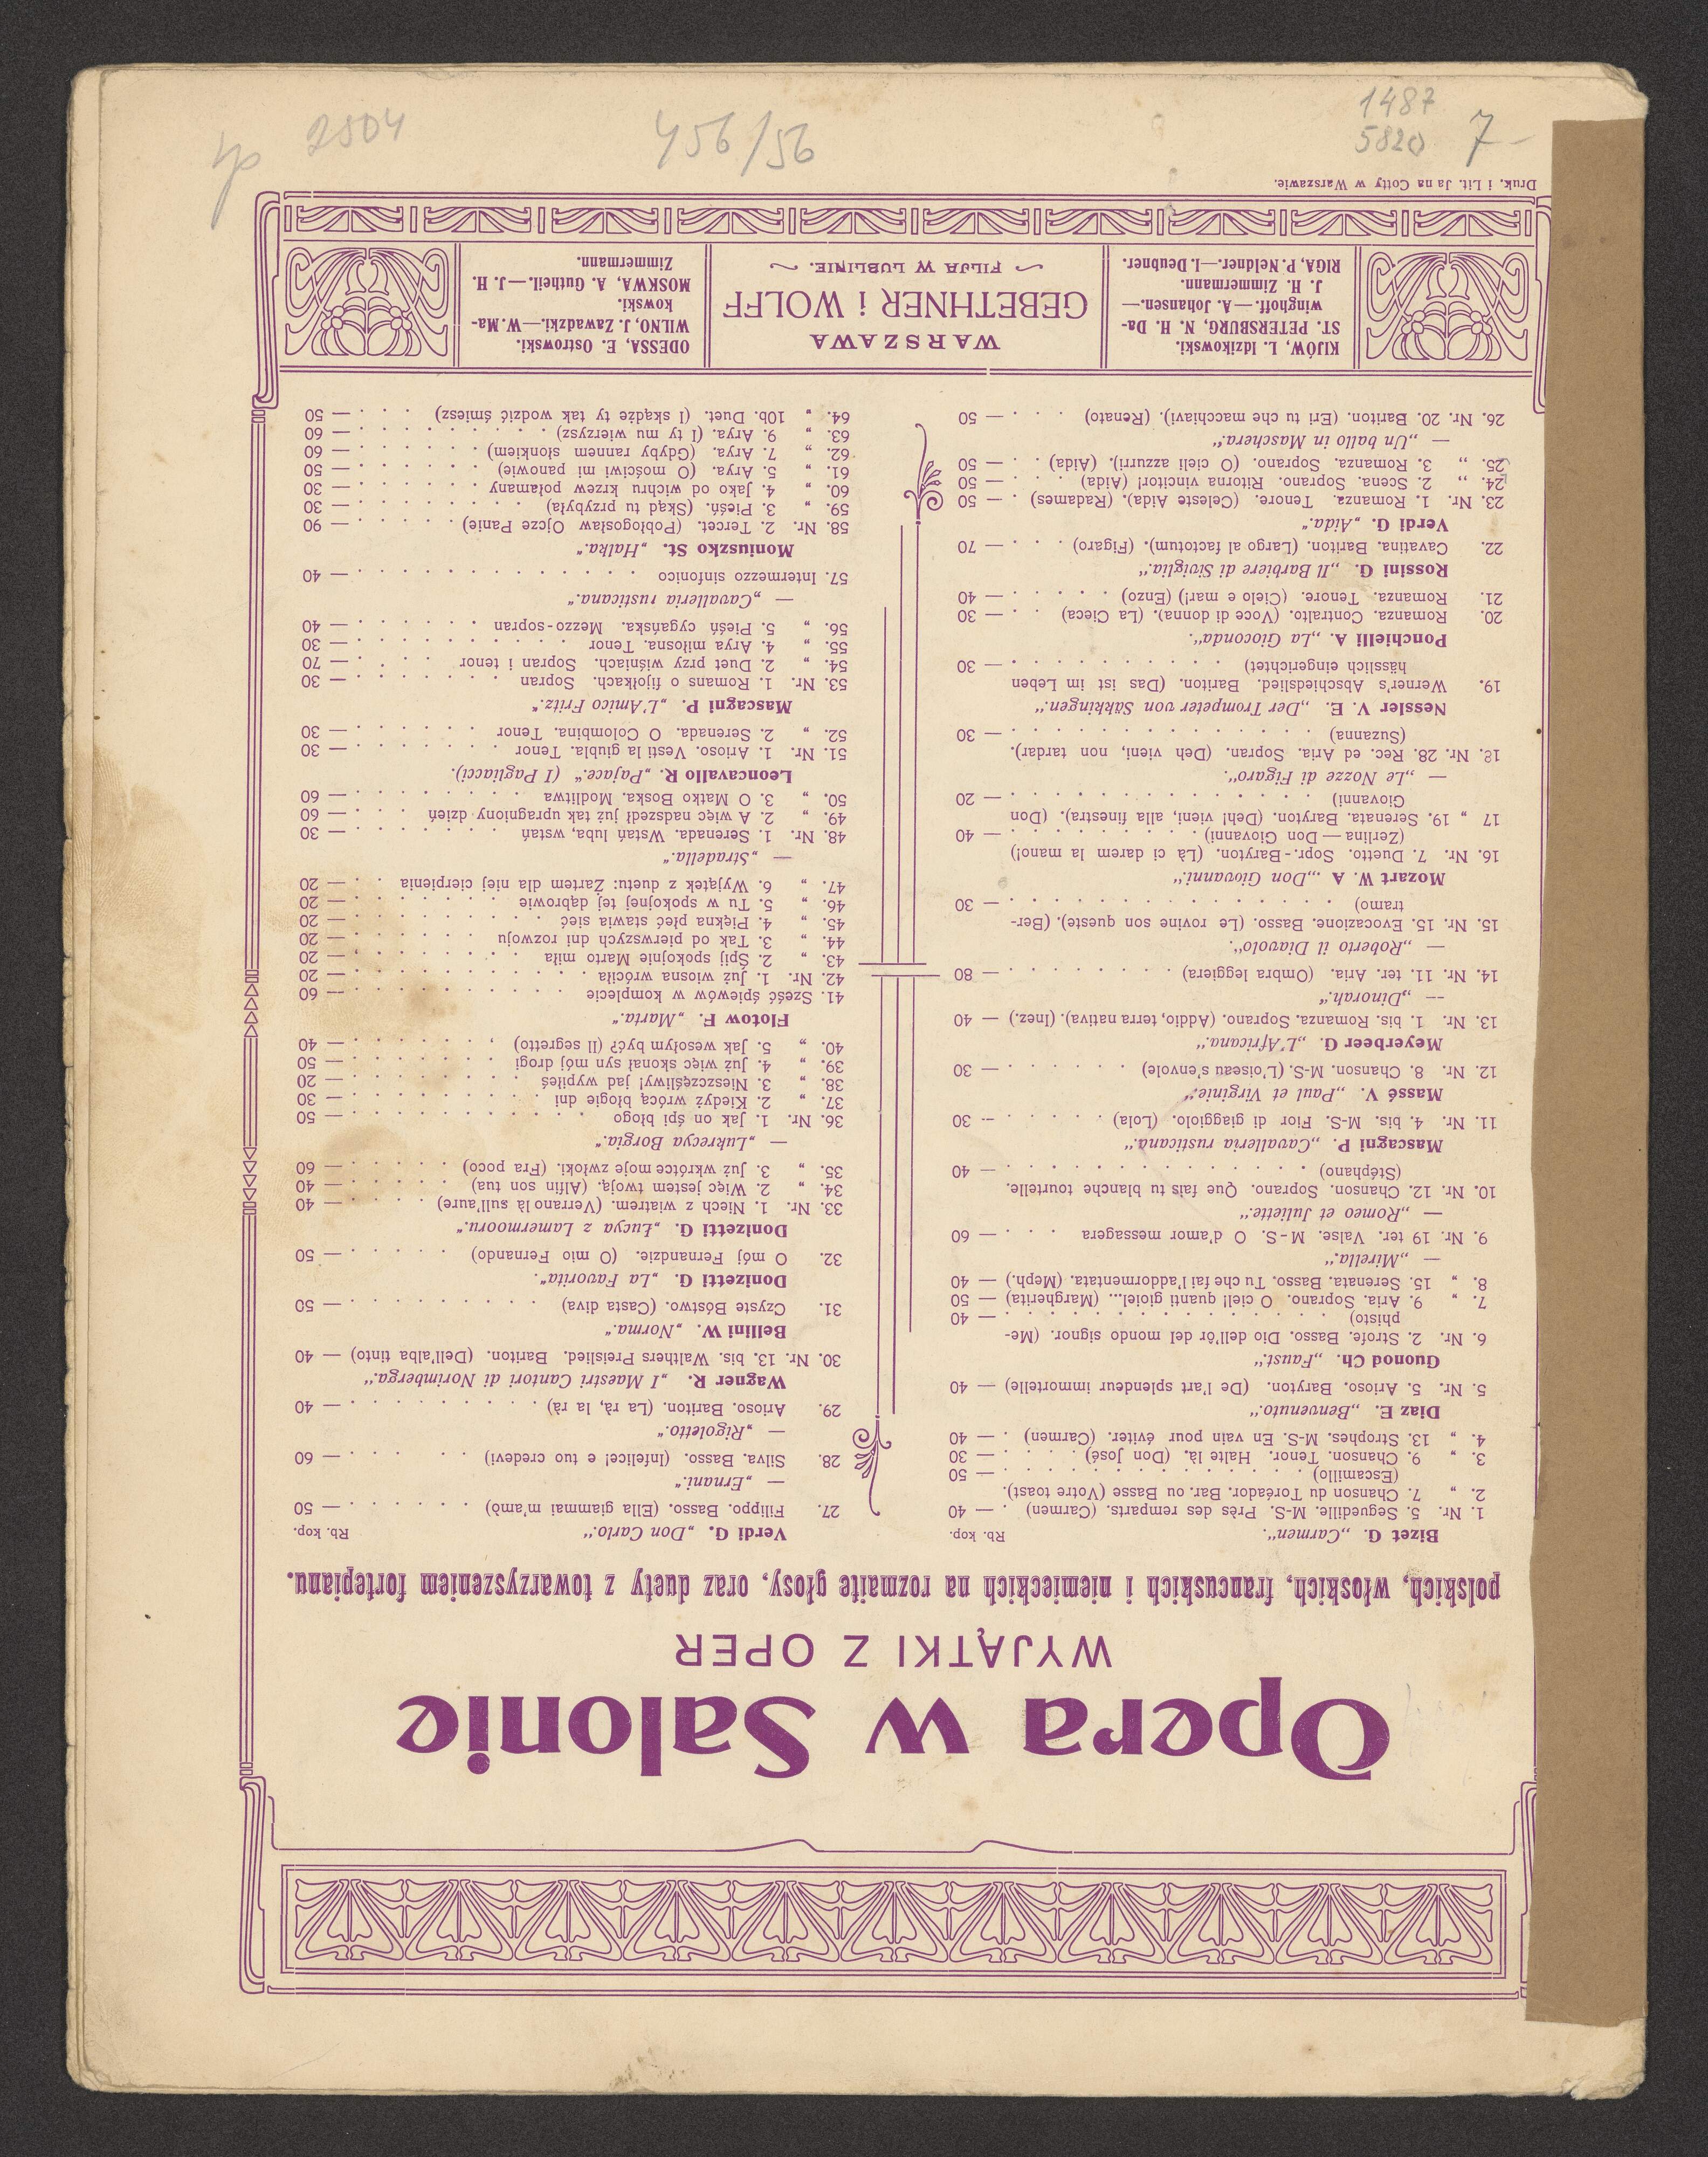 Opera w Salonie
WYJĄTKI Z OPER
polskich, włoskich, francuskich i niemieckich na rozmaite głosy, oraz duety z towarzyszeniem fortepianu.
Bizet G. „Carmen“. Rb. kop.
1. Nr. 5. Seguedille. M-S. Près des remparts. (Carmen) . — 40
2. „ 7. Chanson du Toréador. Bar. ou Basse (Votre toast).
(Escamillo) . . . . . . . . . . — 50
3. „ 9. Chanson. Tenor. Halte là. (Don José) . . . . — 30
4. „ 13. Strophes. M-S. En vain pour éviter. (Carmen) . — 40
Diaz E. „Benvenuto.“
5. Nr. 5. Arioso. Baryton. (De l'art splendeur immortelle) — 40
Guonod Ch. „Faust.“
6. Nr. 2. Strofe. Basso. Dio dell'ôr del mondo signor. (Me-
phisto) . . . . . . . . . . — 40
7. „ 9. Aria. Soprano. O ciel! quanti gioiel... (Margherita) — 50
8. „ 15. Serenata. Basso. Tu che fai l'addormentata. (Meph.) — 40
— „Mirella.“
9. Nr. 19 ter. Valse. M-S. O d'amor messagera . . . — 60
— „Romeo et Juliette.“
10. Nr. 12. Chanson. Soprano. Que fais tu blanche tourtelle.
(Stéphano) . . . . . . . . . . — 40
Mascagni P. „Cavalleria rusticana.“
11. Nr. 4. bis. M-S. Fior di giaggiolo. (Lola) . . . . . — 30
Massé V. „Paul et Virginie.“
12. Nr. 8. Chanson. M-S. (L'oiseau s'envole) . . . . . — 30
Meyerbeer G. „L'Africana.“
13. Nr. 1. bis. Romanza. Soprano. (Addio, terra nativa). (Inez.) — 40
— „Dinorah.“
14. Nr. 11. ter. Aria. (Ombra leggiera) . . . . . . . — 80
— „Roberto il Diavolo“.
15. Nr. 15. Evocazione. Basso. (Le rovine son queste). (Ber-
tramo) . . . . . . . . . . — 30
Mozart W. A „Don Giovanni.“
16. Nr. 7. Duetto. Sopr.-Baryton. (Là ci darem la mano!)
(Zerlina — Don Giovanni) . . . . . . . — 40
17 „ 19. Serenata. Baryton. (Deh! vieni, alla finestra). (Don
Giovanni) . . . . . . . . . . — 20
— „Le Nozze di Figaro“.
18. Nr. 28. Rec. ed Aria. Sopran. (Deh vieni, non tardar).
(Suzanna) . . . . . . . . . . — 30
Nessler V. E. „Der Trompeter von Säkkingen.“
19. Werner's Abschiedslied. Bariton. (Das ist im Leben
hässlich eingerichtet) . . . . . . . . . — 30
Ponchielli A. „La Gioconda“.
20. Romanza. Contralto. (Voce di donna). (La Cieca) . . — 30
21. Romanza. Tenore. (Cielo e mar!) (Enzo) . . . . . — 40
Rossini G. „Il Barbiere di Siviglia.“
22. Cavatina. Bariton. (Largo al factotum). (Figaro) . . . — 70
Verdi G. „Aida.“
23. Nr. 1. Romanza. Tenore. (Celeste Aida). (Radames) . — 50
24. „ 2. Scena. Soprano. Ritorna vincitor! (Aida) . . . — 50
25. „ 3. Romanza. Soprano. (O cieli azzurri). (Aida) . . — 50
— „Un ballo in Maschera.“
26. Nr. 20. Bariton. (Eri tu che macchiavi). (Renato) . . . — 50
Verdi G. „Don Carlo.“ Rb. kop.
27. Filippo. Basso. (Ella giammai m'amò) . . . . . . — 50
— „Ernani.“
28. Silva. Basso. (Infelice! e tuo credevi) . . . . . — 60
— „Rigoletto.“
29. Arioso. Bariton. (La rà, la rà) . . . . . . . . — 40
Wagner R. „I Maestri Cantori di Norimberga.“
30. Nr. 13. bis. Walthers Preislied. Bariton. (Dell'alba tinto) — 40
Bellini W. „Norma.“
31. Czyste Bóstwo. (Casta diva) . . . . . . . . . — 50
Donizetti G. „La Favorita“.
32. O mój Fernandzie. (O mio Fernando) . . . . . — 50
Donizetti G. „Łucya z Lamermooru.“
33. Nr. 1. Niech z wiatrem. (Verrano là sull'aure) . . . . — 40
34. „ 2. Więc jestem twoją. (Alfin son tua) . . . . . — 40
35. „ 3. Już wkrótce moje zwłoki. (Fra poco) . . . . . — 60
— „Lukrecya Borgia.“
36. Nr. 1. Jak on śpi błogo . . . . . . . . . . — 50
37. „ 2. Kiedyż wrócą błogie dni . . . . . . . . — 30
38. „ 3. Nieszczęśliwy! jad wypiłeś . . . . . . . . — 20
39. „ 4. Już więc skonał syn mój drogi . . . . . . . — 50
40. „ 5. Jak wesołym być? (Il segretto) . . . . . . . — 40
Flotow F. „Marta.“
41. Sześć śpiewów w komplecie . . . . . . . . — 60
42. Nr. 1. Już wiosna wróciła . . . . . . . . . — 20
43. „ 2. Śpij spokojnie Marto miła . . . . . . . . — 20
44. „ 3. Tak od pierwszych dni rozwoju . . . . . . . — 20
45. „ 4. Piękna płeć stawia sieć . . . . . . . . — 20
46. „ 5. Tu w spokojnej tej dąbrowie . . . . . . . — 20
47. „ 6. Wyjątek z duetu: Żartem dla niej cierpienia . . — 20
— „Stradella.“
48. Nr. 1. Serenada. Wstań luba, wstań . . . . . . . — 30
49. „ 2. A więc nadszedł już tak upragniony dzień . . . — 60
50. „ 3. O Matko Boska. Modlitwa . . . . . . . . — 60
Leoncavallo R. „Pajace.“ (I Pagliacci).
51. Nr. 1. Arioso. Vesti la giubla. Tenor . . . . . . . — 30
52. „ 2. Serenada. O Colombina. Tenor . . . . . . . — 30
Mascagni P. „L'Amico Fritz.“
53. Nr. 1. Romans o fijołkach. Sopran . . . . . . . — 30
54. „ 2. Duet przy wiśniach. Sopran i tenor . . . . . — 70
55. „ 4. Arya miłosna. Tenor . . . . . . . . . — 30
56. „ 5. Pieśń cygańska. Mezzo-sopran . . . . . . . — 40
— „Cavalleria rusticana.“
57. Intermezzo sinfonico . . . . . . . . . . — 40
Moniuszko St. „Halka.“
58. Nr. 2. Tercet. (Pobłogosław Ojcze Panie) . . . . . — 90
59. „ 3. Pieśń. (Skąd tu przybyła) . . . . . . . . — 30
60. „ 4. Jako od wichru krzew połamany . . . . . . — 30
61. „ 5. Arya. (O mościwi mi panowie) . . . . . . . — 50
62. „ 7. Arya. (Gdyby rannem słonkiem) . . . . . . — 60
63. „ 9. Arya. (I ty mu wierzysz) . . . . . . . . — 60
64. „ 10b. Duet. (I skądże ty tak wodzić śmiesz) . . . — 50
KIJÓW, L. Idzikowski.
ST. PETERSBURG, N. H. Da-
winghoff.—A. Johansen.—
J. H. Zimmermann.
RIGA, P. Neldner.—I. Deubner.
WARSZAWA
GEBETHNER i WOLFF
FILJA W LUBLINIE.
ODESSA, E. Ostrowski.
WILNO, J. Zawadzki.—W. Ma-
kowski.
MOSKWA, A. Gutheil.—J. H.
Zimmermann.
Druk. i Lit. Jana Cotty w Warszawie.
2504
456/56
1487
5820
7-